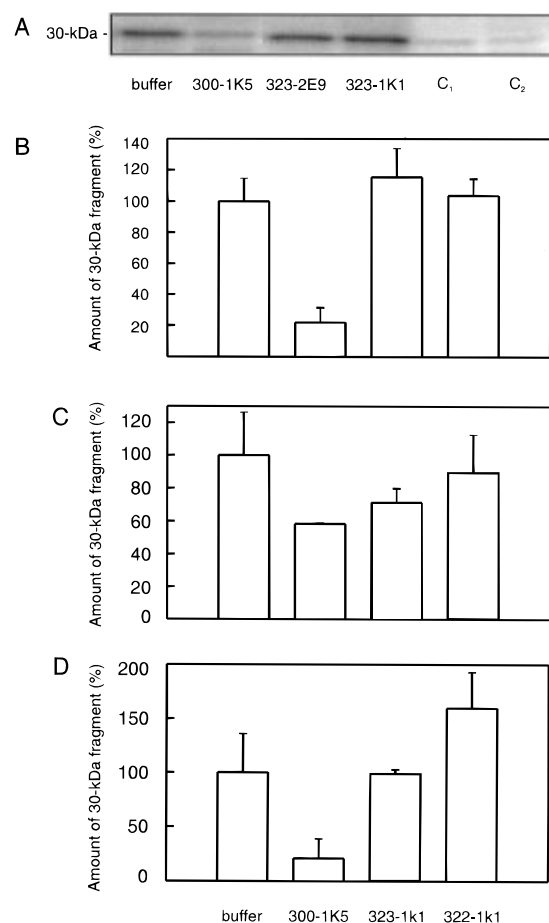 A
30-kDa -
buffer 300-1K5 323-2E9 323-1K1 C1 C2
B
Amount of 30-kDa fragment (%)
140
120
100
80
60
40
20
C
Amount of 30-kDa fragment (%)
120
100
80
60
40
20
0
D
Amount of 30-kDa fragment (%)
200
150
100
50
0
buffer 300-1K5 323-1k1 322-1k1